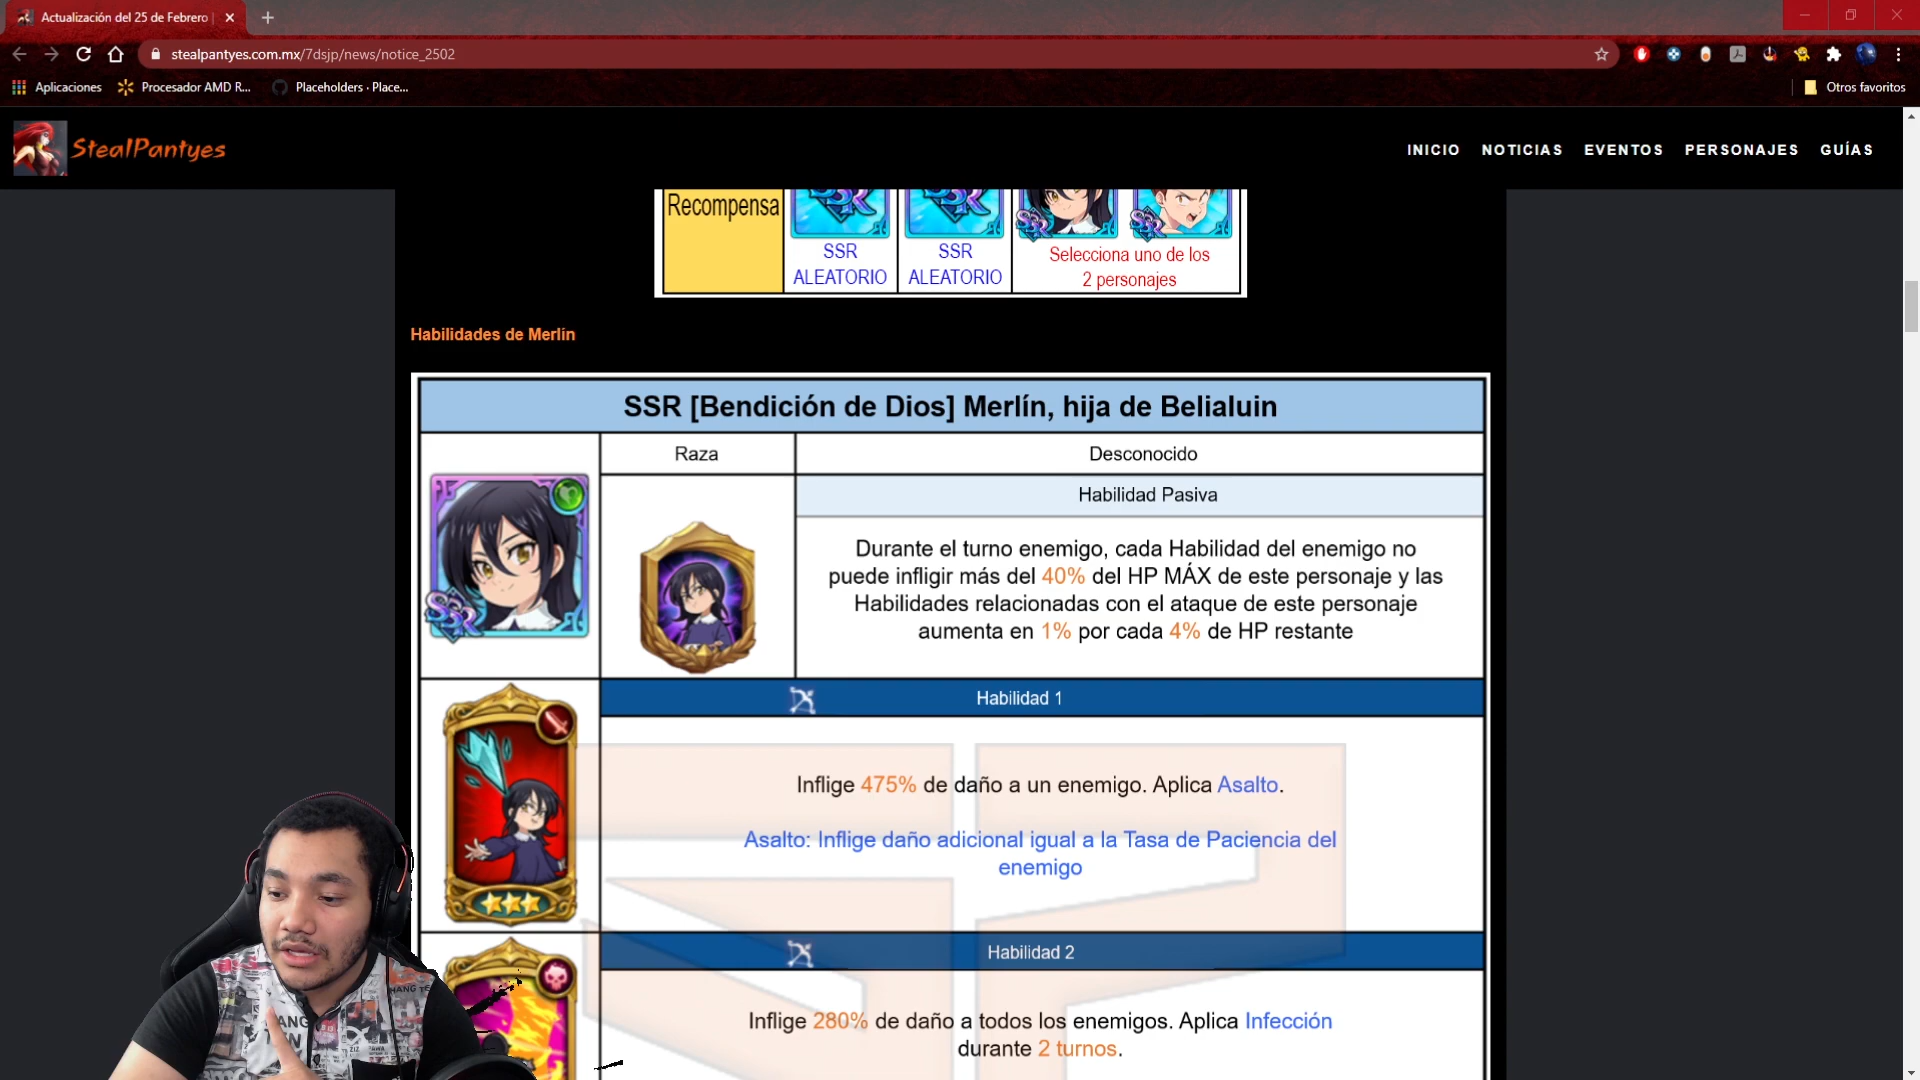 Actualización del 25 de Febrero |
stealpantyes.com.mx/7dsjp/news/notice_2502
Aplicaciones
Procesador AMD R...
Placeholders · Place...
Otros favoritos
StealPantyes
INICIO
NOTICIAS
EVENTOS
PERSONAJES
GUÍAS
Recompensa
SSR
ALEATORIO
SSR
ALEATORIO
Selecciona uno de los
2 personajes
Habilidades de Merlín
SSR [Bendición de Dios] Merlín, hija de Belialuin
Raza
Desconocido
Habilidad Pasiva
Durante el turno enemigo, cada Habilidad del enemigo no
puede infligir más del 40% del HP MÁX de este personaje y las
Habilidades relacionadas con el ataque de este personaje
aumenta en 1% por cada 4% de HP restante
SSR
Habilidad 1
Inflige 475% de daño a un enemigo. Aplica Asalto.
Asalto: Inflige daño adicional igual a la Tasa de Paciencia del
enemigo
Habilidad 2
Inflige 280% de daño a todos los enemigos. Aplica Infección
durante 2 turnos.